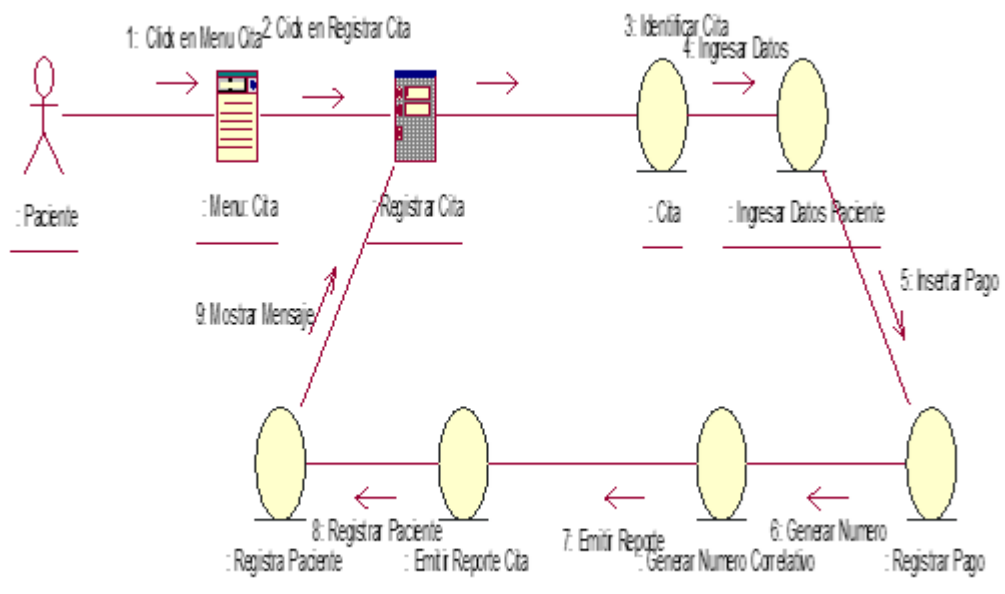 1: Click en Menu Cita
2: Click en Registrar Cita
3: Identificar Cita
4: Ingresar Datos
: Paciente
: Menu: Cita
: Registrar Cita
: Cita
: Ingresar Datos Paciente
5: Insertar Pago
9: Mostrar Mensaje
8: Registrar Paciente
7: Emitir Reporte
6: Generar Numero
: Registra Paciente
: Emitir Reporte Cita
: Generar Numero Correlativo
: Registrar Pago